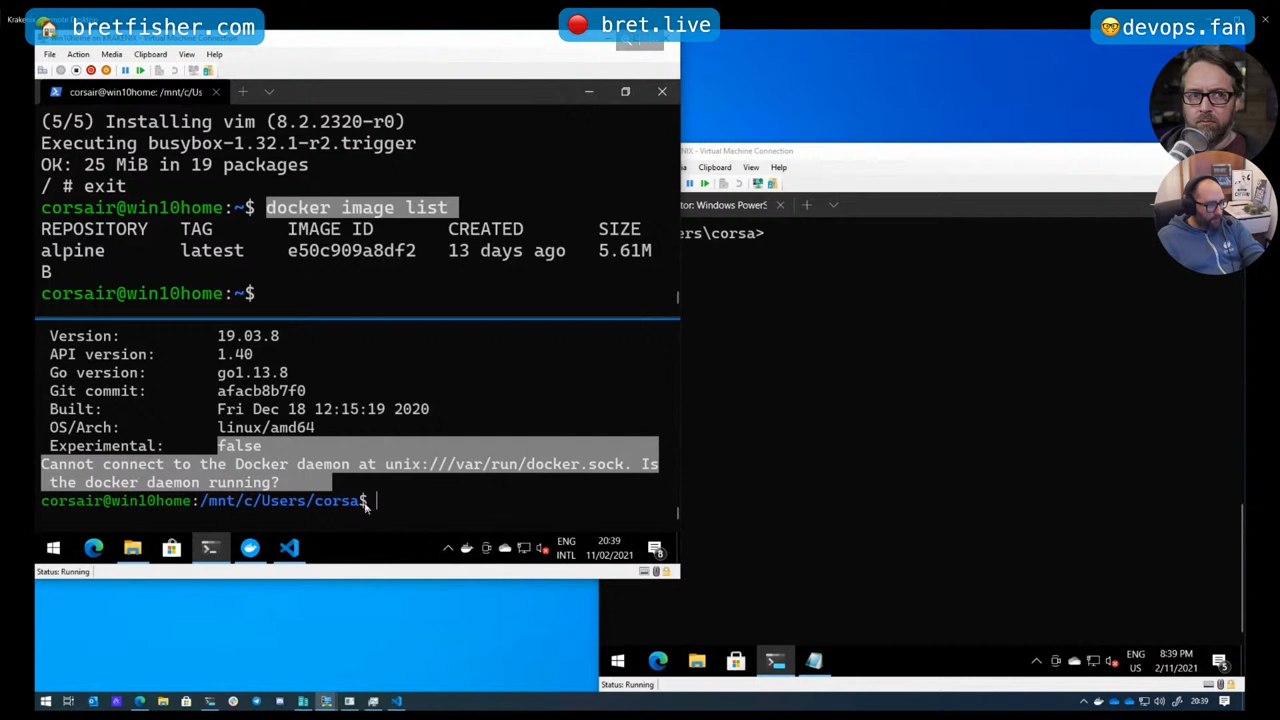 bretfisher.com
bret.live
devops.fan
File Action Media Clipboard View Help
corsair@win10home: /mnt/c/Us
(5/5) Installing vim (8.2.2320-r0)
Executing busybox-1.32.1-r2.trigger
OK: 25 MiB in 19 packages
/ # exit
corsair@win10home:~$ docker image list
REPOSITORY TAG IMAGE ID CREATED SIZE
alpine latest e50c909a8df2 13 days ago 5.61M
B
corsair@win10home:~$
Version: 19.03.8
API version: 1.40
Go version: go1.13.8
Git commit: afacb8b7f0
Built: Fri Dec 18 12:15:19 2020
OS/Arch: linux/amd64
Experimental: false
Cannot connect to the Docker daemon at unix:///var/run/docker.sock. Is
the docker daemon running?
corsair@win10home:/mnt/c/Users/corsa$
ENG
INTL
20:39
11/02/2021
8
Status: Running
ENIX - Virtual Machine Connection
Clipboard View Help
tor: Windows PowerS
ers\corsa>
ENG
US
8:39 PM
2/11/2021
5
Status: Running
20:39